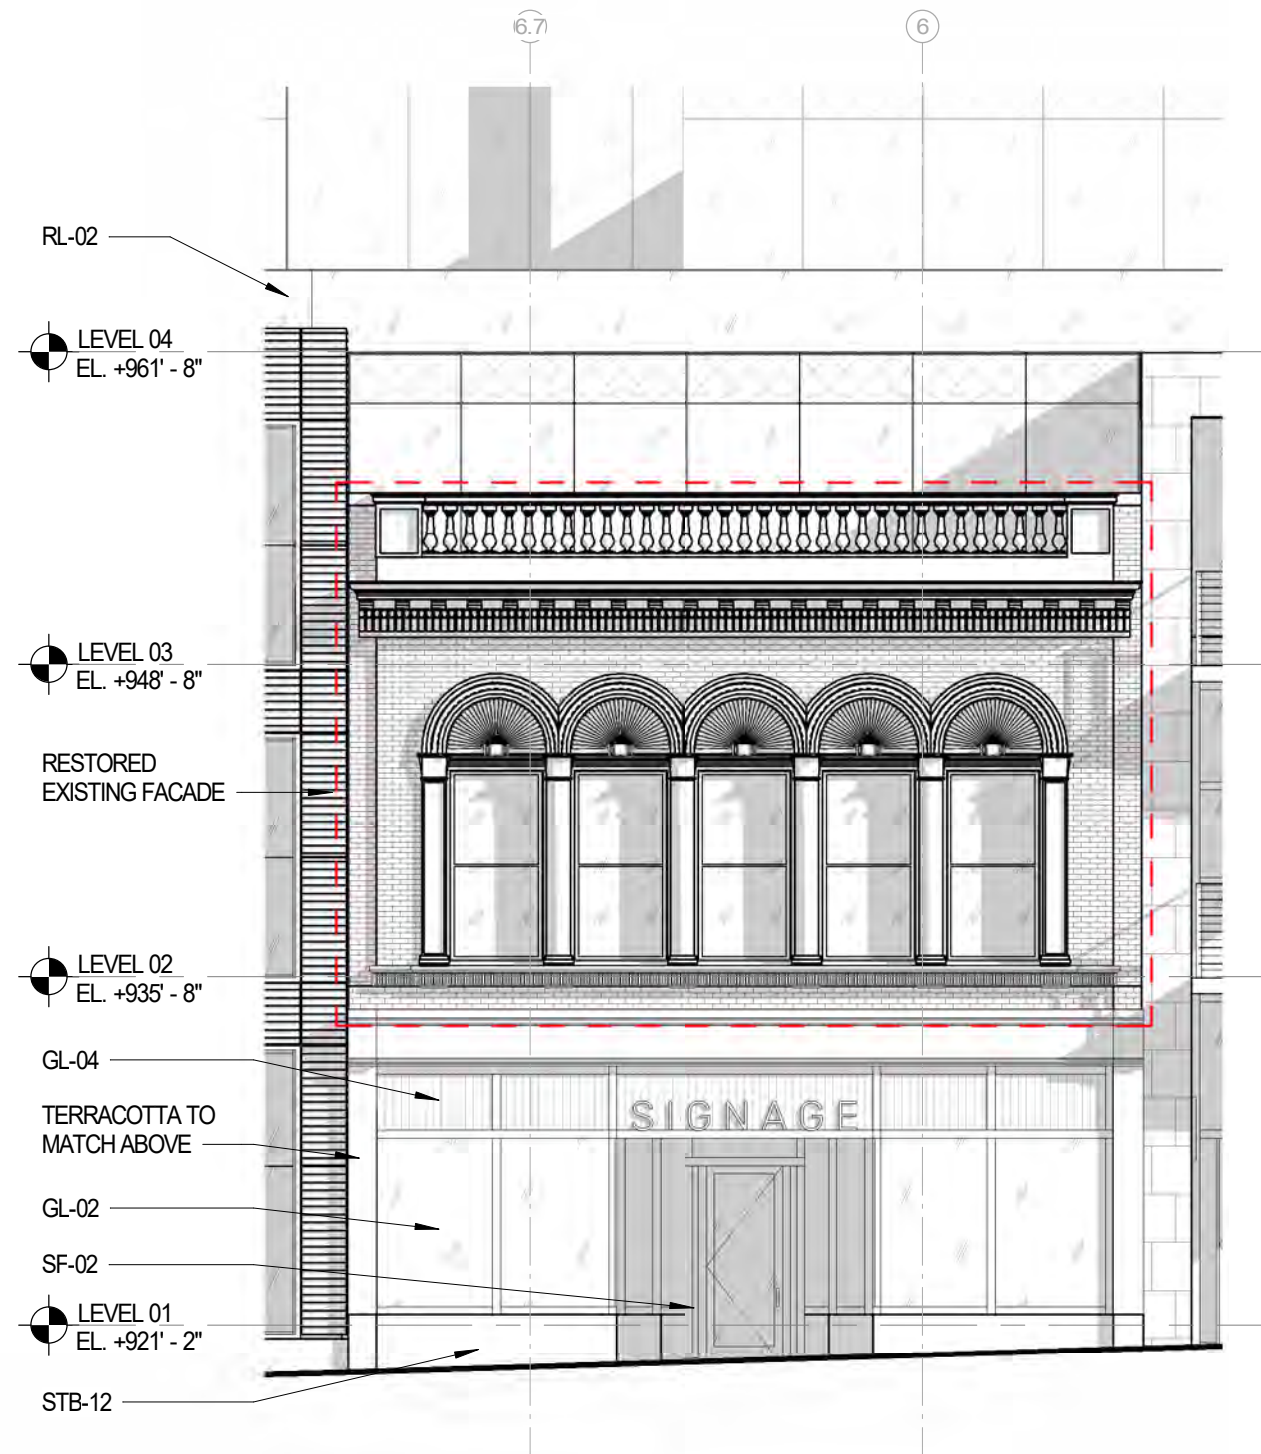 6.7
6
RL-02
LEVEL 04
EL. +961' - 8"
LEVEL 03
EL. +948' - 8"
RESTORED
EXISTING FACADE
LEVEL 02
EL. +935' - 8"
GL-04
TERRACOTTA TO
MATCH ABOVE
SIGNAGE
GL-02
SF-02
LEVEL 01
EL. +921' - 2"
STB-12